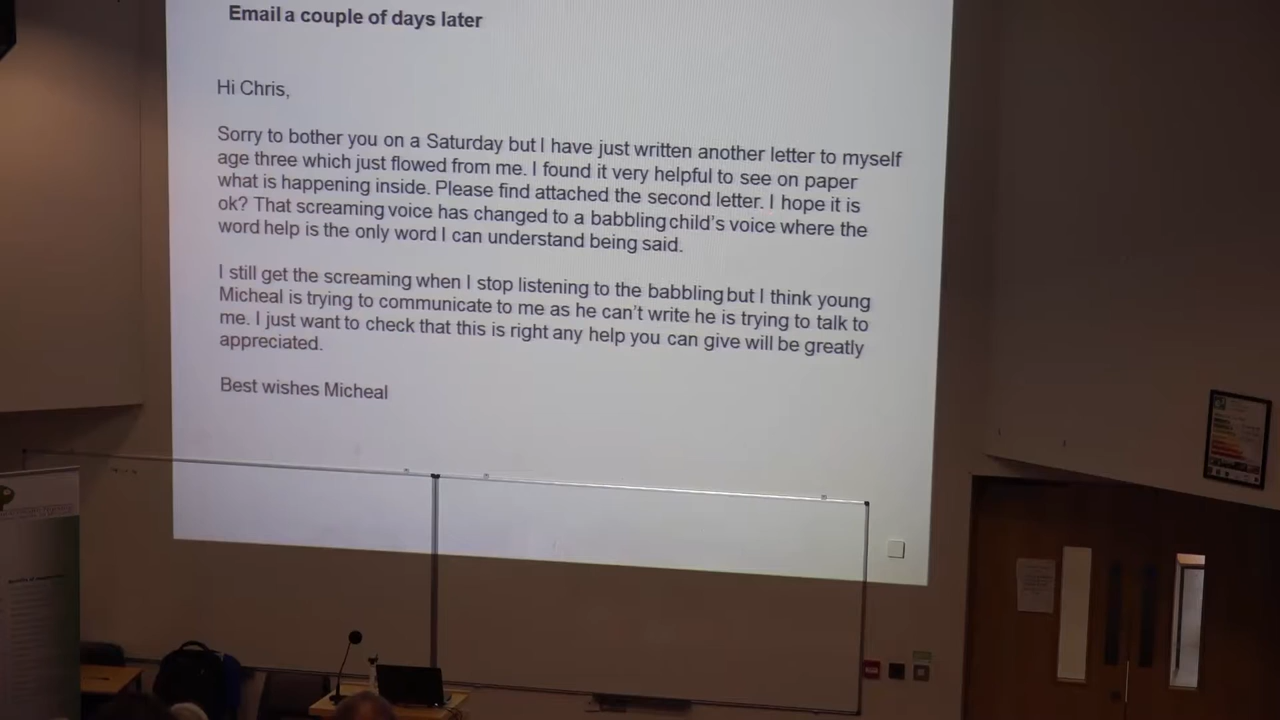 Email a couple of days later
Hi Chris,
Sorry to bother you on a Saturday but I have just written another letter to myself
age three which just flowed from me. I found it very helpful to see on paper
what is happening inside. Please find attached the second letter. I hope it is
ok? That screaming voice has changed to a babbling child's voice where the
word help is the only word I can understand being said.
I still get the screaming when I stop listening to the babbling but I think young
Micheal is trying to communicate to me as he can't write he is trying to talk to
me. I just want to check that this is right any help you can give will be greatly
appreciated.
Best wishes Micheal